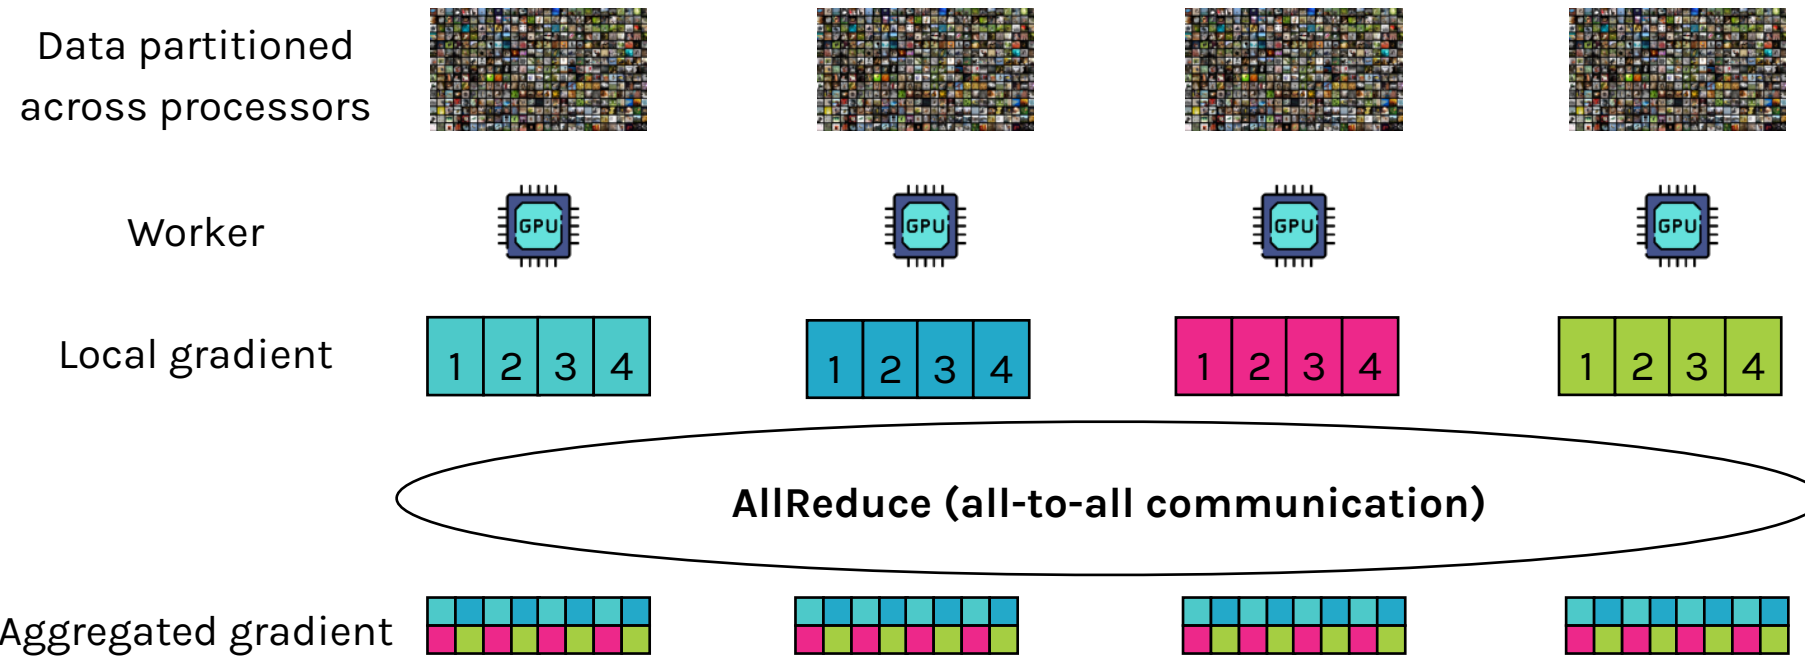 Data partitioned
across processors
Worker
GPU GPU GPU GPU
Local gradient
1 2 3 4 1 2 3 4 1 2 3 4 1 2 3 4
AllReduce (all-to-all communication)
Aggregated gradient